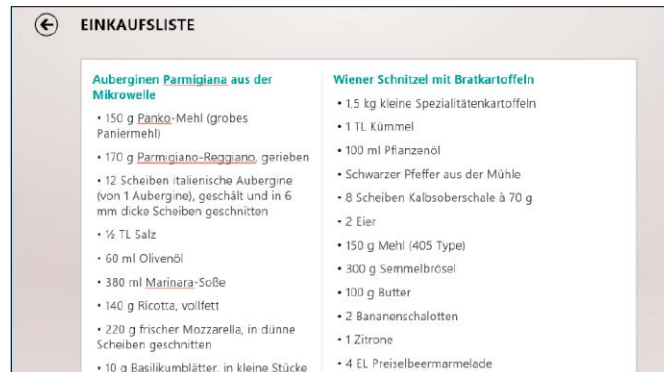 EINKAUFSLISTE
Auberginen Parmigiana aus der
Mikrowelle
• 150 g Panko-Mehl (grobes
Paniermehl)
• 170 g Parmigiano-Reggiano, gerieben
• 12 Scheiben italienische Aubergine
(von 1 Aubergine), geschält und in 6
mm dicke Scheiben geschnitten
• ½ TL Salz
• 60 ml Olivenöl
• 380 ml Marinara-Soße
• 140 g Ricotta, vollfett
• 220 g frischer Mozzarella, in dünne
Scheiben geschnitten
• 10 g Basilikumblätter, in kleine Stücke
Wiener Schnitzel mit Bratkartoffeln
• 1,5 kg kleine Spezialitätenkartoffeln
• 1 TL Kümmel
• 100 ml Pflanzenöl
• Schwarzer Pfeffer aus der Mühle
• 8 Scheiben Kalbsoberschale à 70 g
• 2 Eier
• 150 g Mehl (405 Type)
• 300 g Semmelbrösel
• 100 g Butter
• 2 Bananenschalotten
• 1 Zitrone
• 4 EL Preiselbeermarmelade